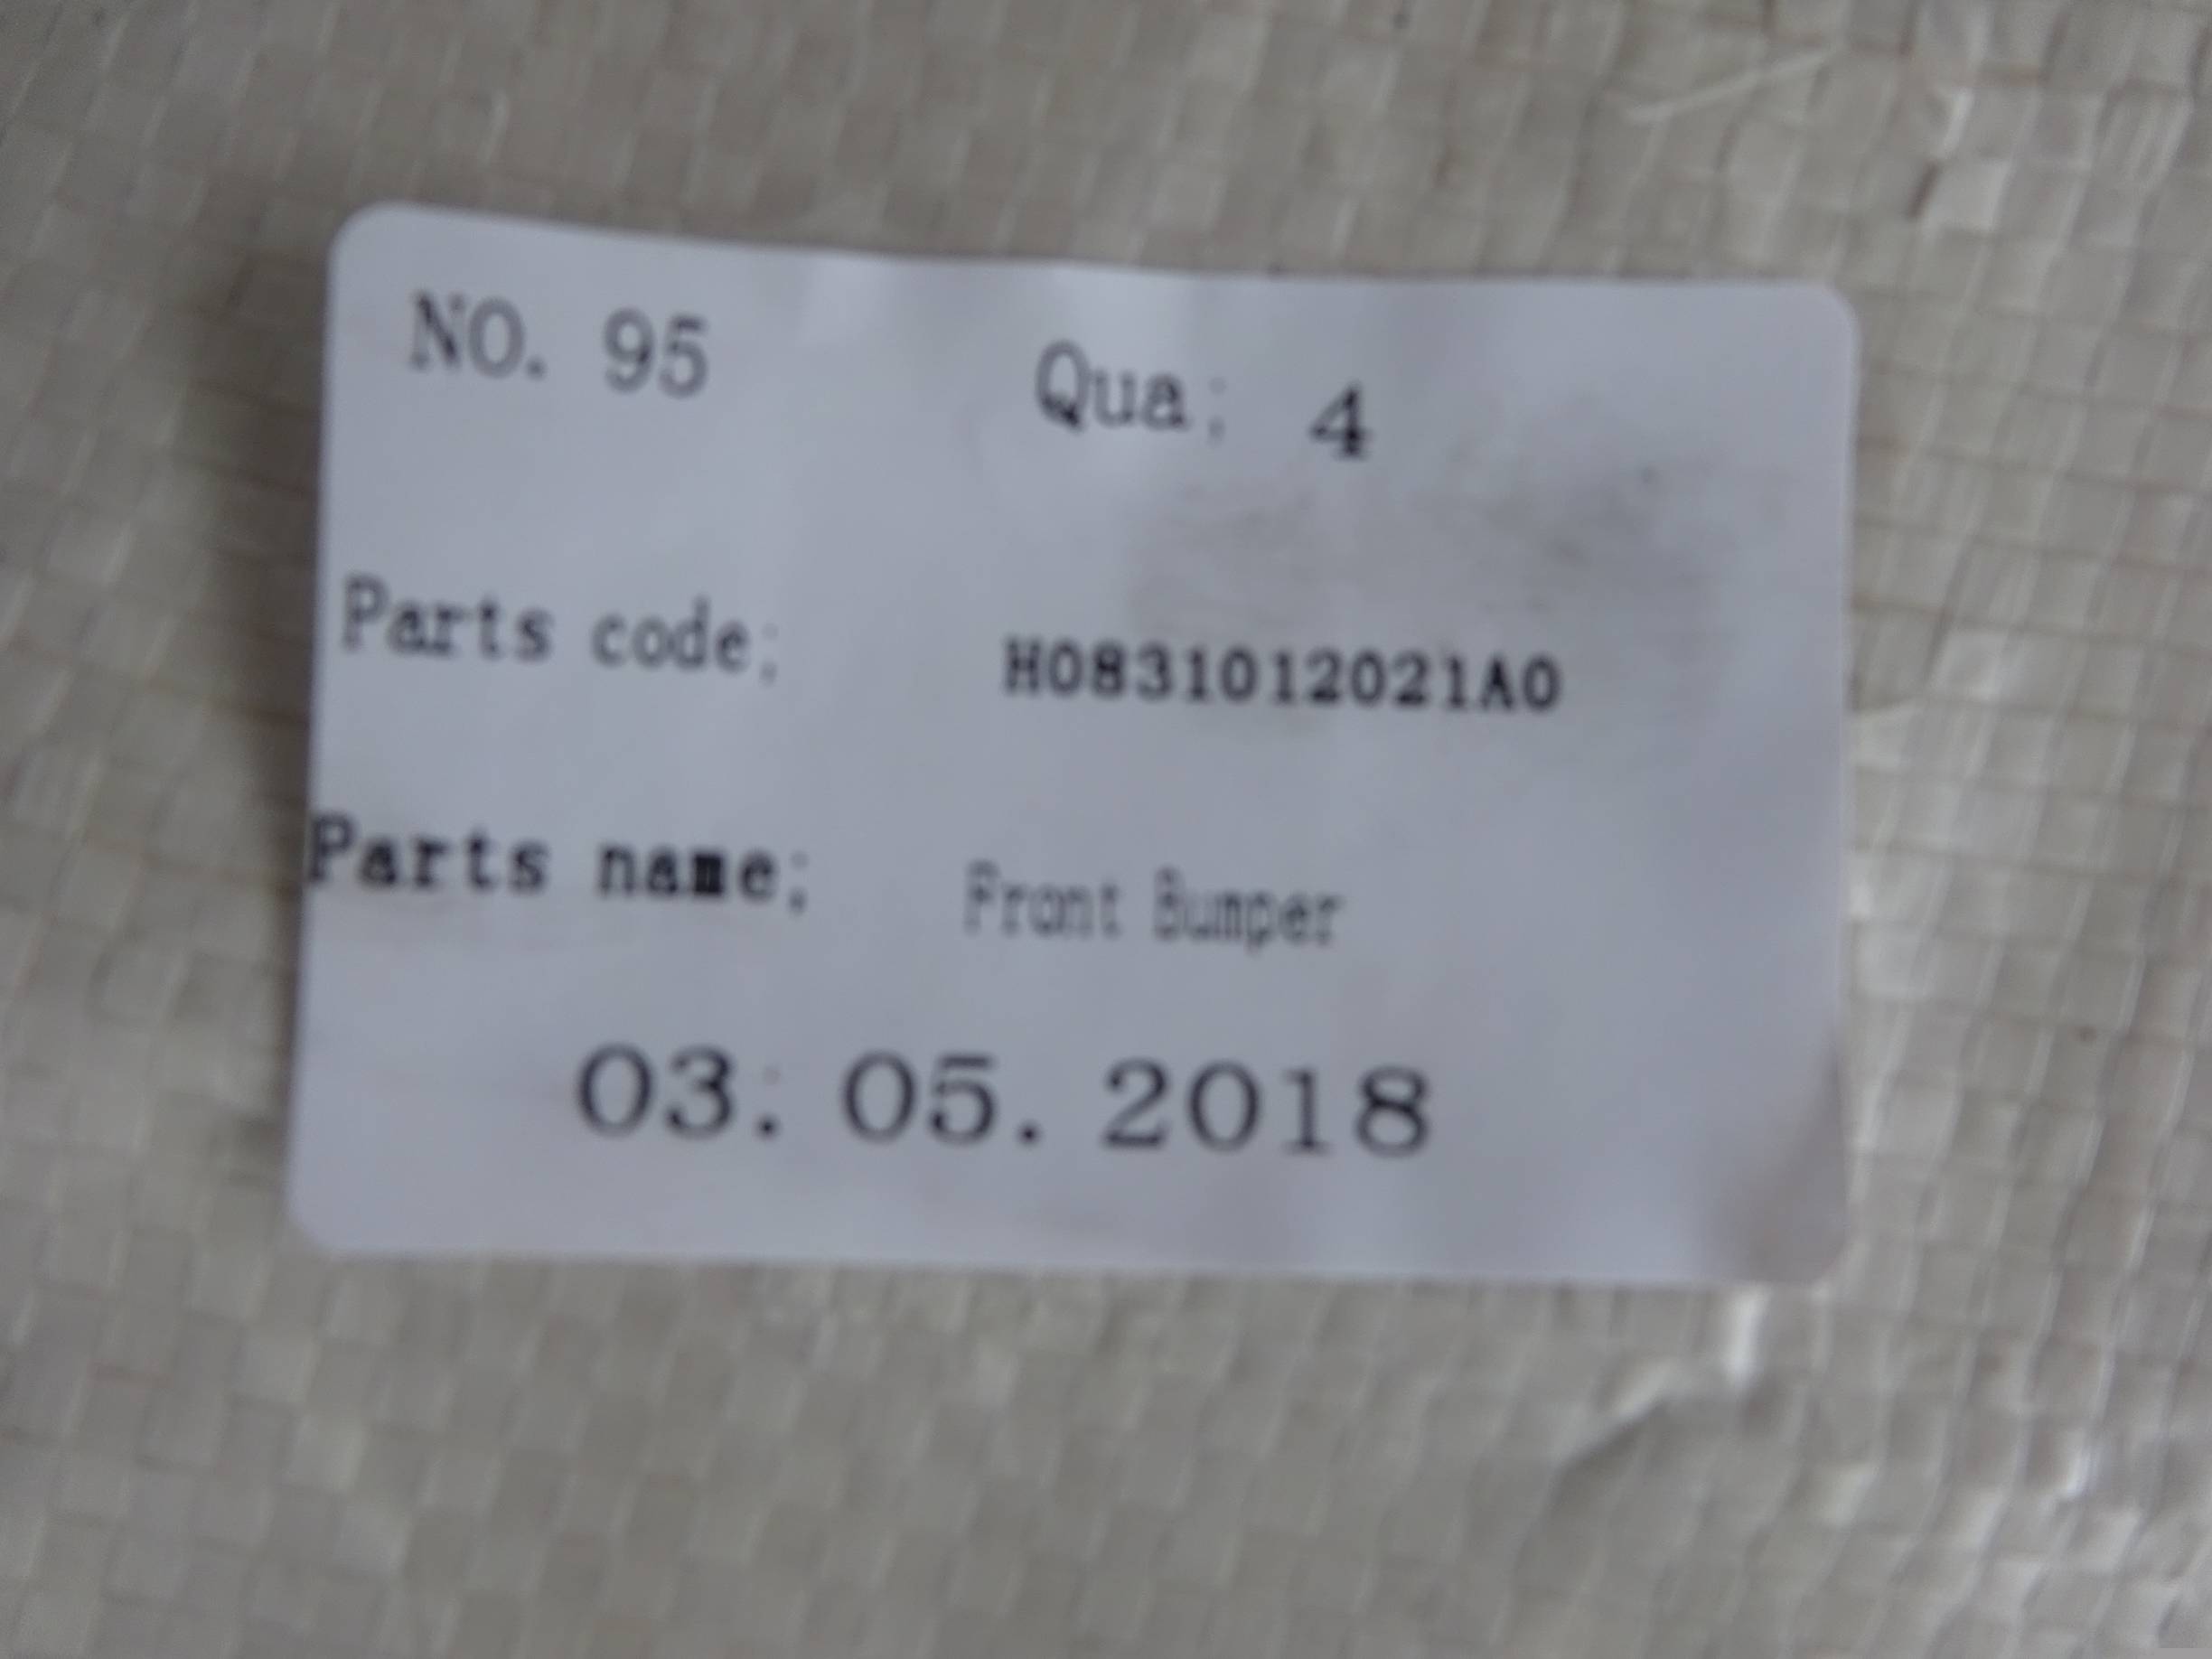 NO. 95 Qua; 4
Parts code; H0831012021A0
Parts name; Front Bumper
03. 05. 2018